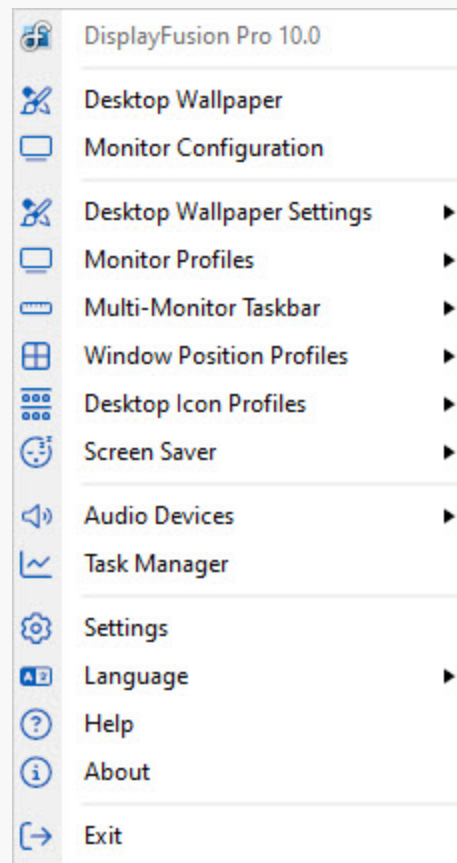 DisplayFusion Pro 10.0
Desktop Wallpaper
Monitor Configuration
Desktop Wallpaper Settings
Monitor Profiles
Multi-Monitor Taskbar
Window Position Profiles
Desktop Icon Profiles
Screen Saver
Audio Devices
Task Manager
Settings
Language
Help
About
Exit